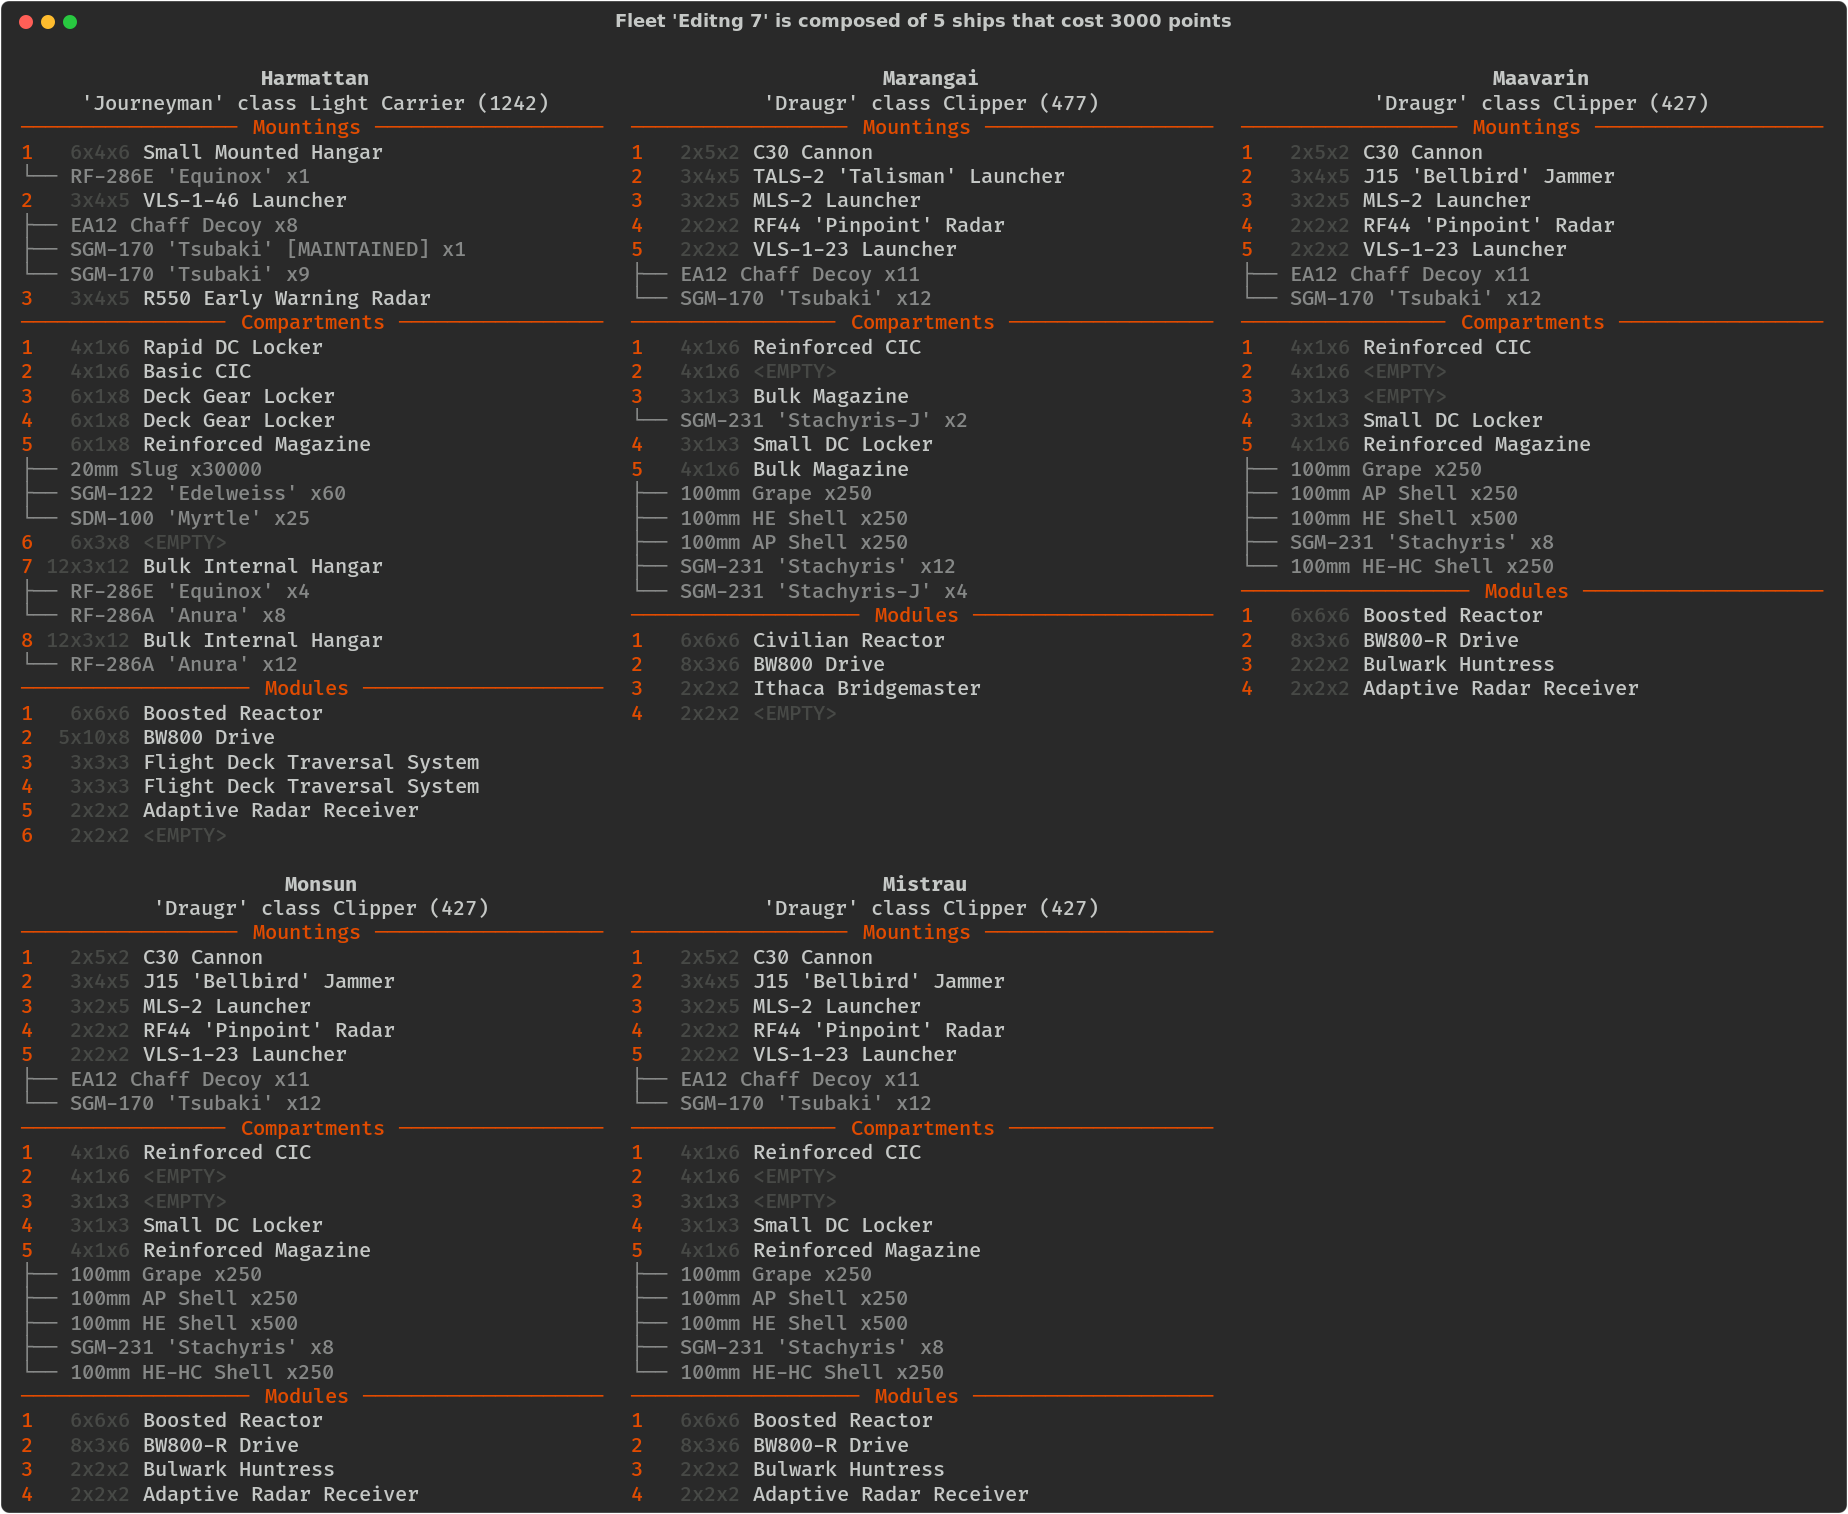 Fleet 'Editng 7' is composed of 5 ships that cost 3000 points
Harmattan
'Journeyman' class Light Carrier (1242)
Mountings
1 6x4x6 Small Mounted Hangar
└── RF-286E 'Equinox' x1
2 3x4x5 VLS-1-46 Launcher
├── EA12 Chaff Decoy x8
├── SGM-170 'Tsubaki' [MAINTAINED] x1
└── SGM-170 'Tsubaki' x9
3 3x4x5 R550 Early Warning Radar
Compartments
1 4x1x6 Rapid DC Locker
2 4x1x6 Basic CIC
3 6x1x8 Deck Gear Locker
4 6x1x8 Deck Gear Locker
5 6x1x8 Reinforced Magazine
├── 20mm Slug x30000
├── SGM-122 'Edelweiss' x60
└── SDM-100 'Myrtle' x25
6 6x3x8 <EMPTY>
7 12x3x12 Bulk Internal Hangar
├── RF-286E 'Equinox' x4
└── RF-286A 'Anura' x8
8 12x3x12 Bulk Internal Hangar
└── RF-286A 'Anura' x12
Modules
1 6x6x6 Boosted Reactor
2 5x10x8 BW800 Drive
3 3x3x3 Flight Deck Traversal System
4 3x3x3 Flight Deck Traversal System
5 2x2x2 Adaptive Radar Receiver
6 2x2x2 <EMPTY>
Marangai
'Draugr' class Clipper (477)
Mountings
1 2x5x2 C30 Cannon
2 3x4x5 TALS-2 'Talisman' Launcher
3 3x2x5 MLS-2 Launcher
4 2x2x2 RF44 'Pinpoint' Radar
5 2x2x2 VLS-1-23 Launcher
├── EA12 Chaff Decoy x11
└── SGM-170 'Tsubaki' x12
Compartments
1 4x1x6 Reinforced CIC
2 4x1x6 <EMPTY>
3 3x1x3 Bulk Magazine
└── SGM-231 'Stachyris-J' x2
4 3x1x3 Small DC Locker
5 4x1x6 Bulk Magazine
├── 100mm Grape x250
├── 100mm HE Shell x250
├── 100mm AP Shell x250
├── SGM-231 'Stachyris' x12
└── SGM-231 'Stachyris-J' x4
Modules
1 6x6x6 Civilian Reactor
2 8x3x6 BW800 Drive
3 2x2x2 Ithaca Bridgemaster
4 2x2x2 <EMPTY>
Maavarin
'Draugr' class Clipper (427)
Mountings
1 2x5x2 C30 Cannon
2 3x4x5 J15 'Bellbird' Jammer
3 3x2x5 MLS-2 Launcher
4 2x2x2 RF44 'Pinpoint' Radar
5 2x2x2 VLS-1-23 Launcher
├── EA12 Chaff Decoy x11
└── SGM-170 'Tsubaki' x12
Compartments
1 4x1x6 Reinforced CIC
2 4x1x6 <EMPTY>
3 3x1x3 <EMPTY>
4 3x1x3 Small DC Locker
5 4x1x6 Reinforced Magazine
├── 100mm Grape x250
├── 100mm AP Shell x250
├── 100mm HE Shell x500
├── SGM-231 'Stachyris' x8
└── 100mm HE-HC Shell x250
Modules
1 6x6x6 Boosted Reactor
2 8x3x6 BW800-R Drive
3 2x2x2 Bulwark Huntress
4 2x2x2 Adaptive Radar Receiver
Monsun
'Draugr' class Clipper (427)
Mountings
1 2x5x2 C30 Cannon
2 3x4x5 J15 'Bellbird' Jammer
3 3x2x5 MLS-2 Launcher
4 2x2x2 RF44 'Pinpoint' Radar
5 2x2x2 VLS-1-23 Launcher
├── EA12 Chaff Decoy x11
└── SGM-170 'Tsubaki' x12
Compartments
1 4x1x6 Reinforced CIC
2 4x1x6 <EMPTY>
3 3x1x3 <EMPTY>
4 3x1x3 Small DC Locker
5 4x1x6 Reinforced Magazine
├── 100mm Grape x250
├── 100mm AP Shell x250
├── 100mm HE Shell x500
├── SGM-231 'Stachyris' x8
└── 100mm HE-HC Shell x250
Modules
1 6x6x6 Boosted Reactor
2 8x3x6 BW800-R Drive
3 2x2x2 Bulwark Huntress
4 2x2x2 Adaptive Radar Receiver
Mistrau
'Draugr' class Clipper (427)
Mountings
1 2x5x2 C30 Cannon
2 3x4x5 J15 'Bellbird' Jammer
3 3x2x5 MLS-2 Launcher
4 2x2x2 RF44 'Pinpoint' Radar
5 2x2x2 VLS-1-23 Launcher
├── EA12 Chaff Decoy x11
└── SGM-170 'Tsubaki' x12
Compartments
1 4x1x6 Reinforced CIC
2 4x1x6 <EMPTY>
3 3x1x3 <EMPTY>
4 3x1x3 Small DC Locker
5 4x1x6 Reinforced Magazine
├── 100mm Grape x250
├── 100mm AP Shell x250
├── 100mm HE Shell x500
├── SGM-231 'Stachyris' x8
└── 100mm HE-HC Shell x250
Modules
1 6x6x6 Boosted Reactor
2 8x3x6 BW800-R Drive
3 2x2x2 Bulwark Huntress
4 2x2x2 Adaptive Radar Receiver